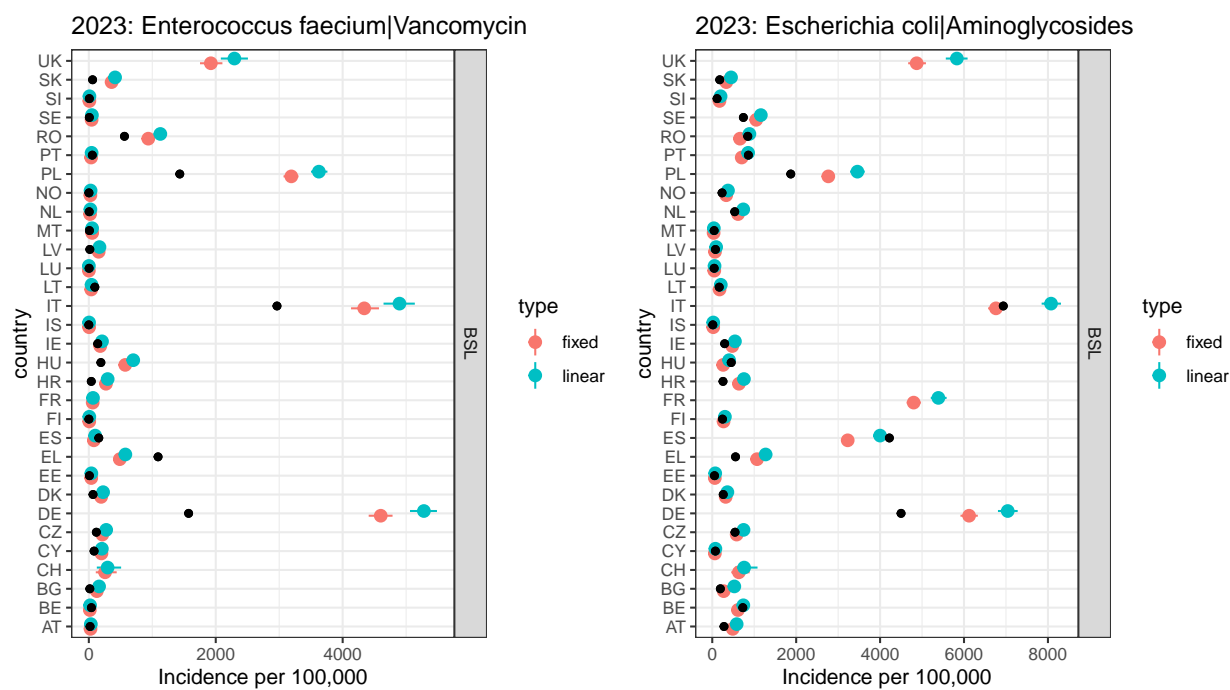 2023: Enterococcus faecium|Vancomycin
country
UK
SK
SI
SE
RO
PT
PL
NO
NL
MT
LV
LU
LT
IT
IS
IE
HU
HR
FR
FI
ES
EL
EE
DK
DE
CZ
CY
CH
BG
BE
AT
0 2000 4000
Incidence per 100,000
BSL
type
fixed
linear
2023: Escherichia coli|Aminoglycosides
country
UK
SK
SI
SE
RO
PT
PL
NO
NL
MT
LV
LU
LT
IT
IS
IE
HU
HR
FR
FI
ES
EL
EE
DK
DE
CZ
CY
CH
BG
BE
AT
0 2000 4000 6000 8000
Incidence per 100,000
BSL
type
fixed
linear